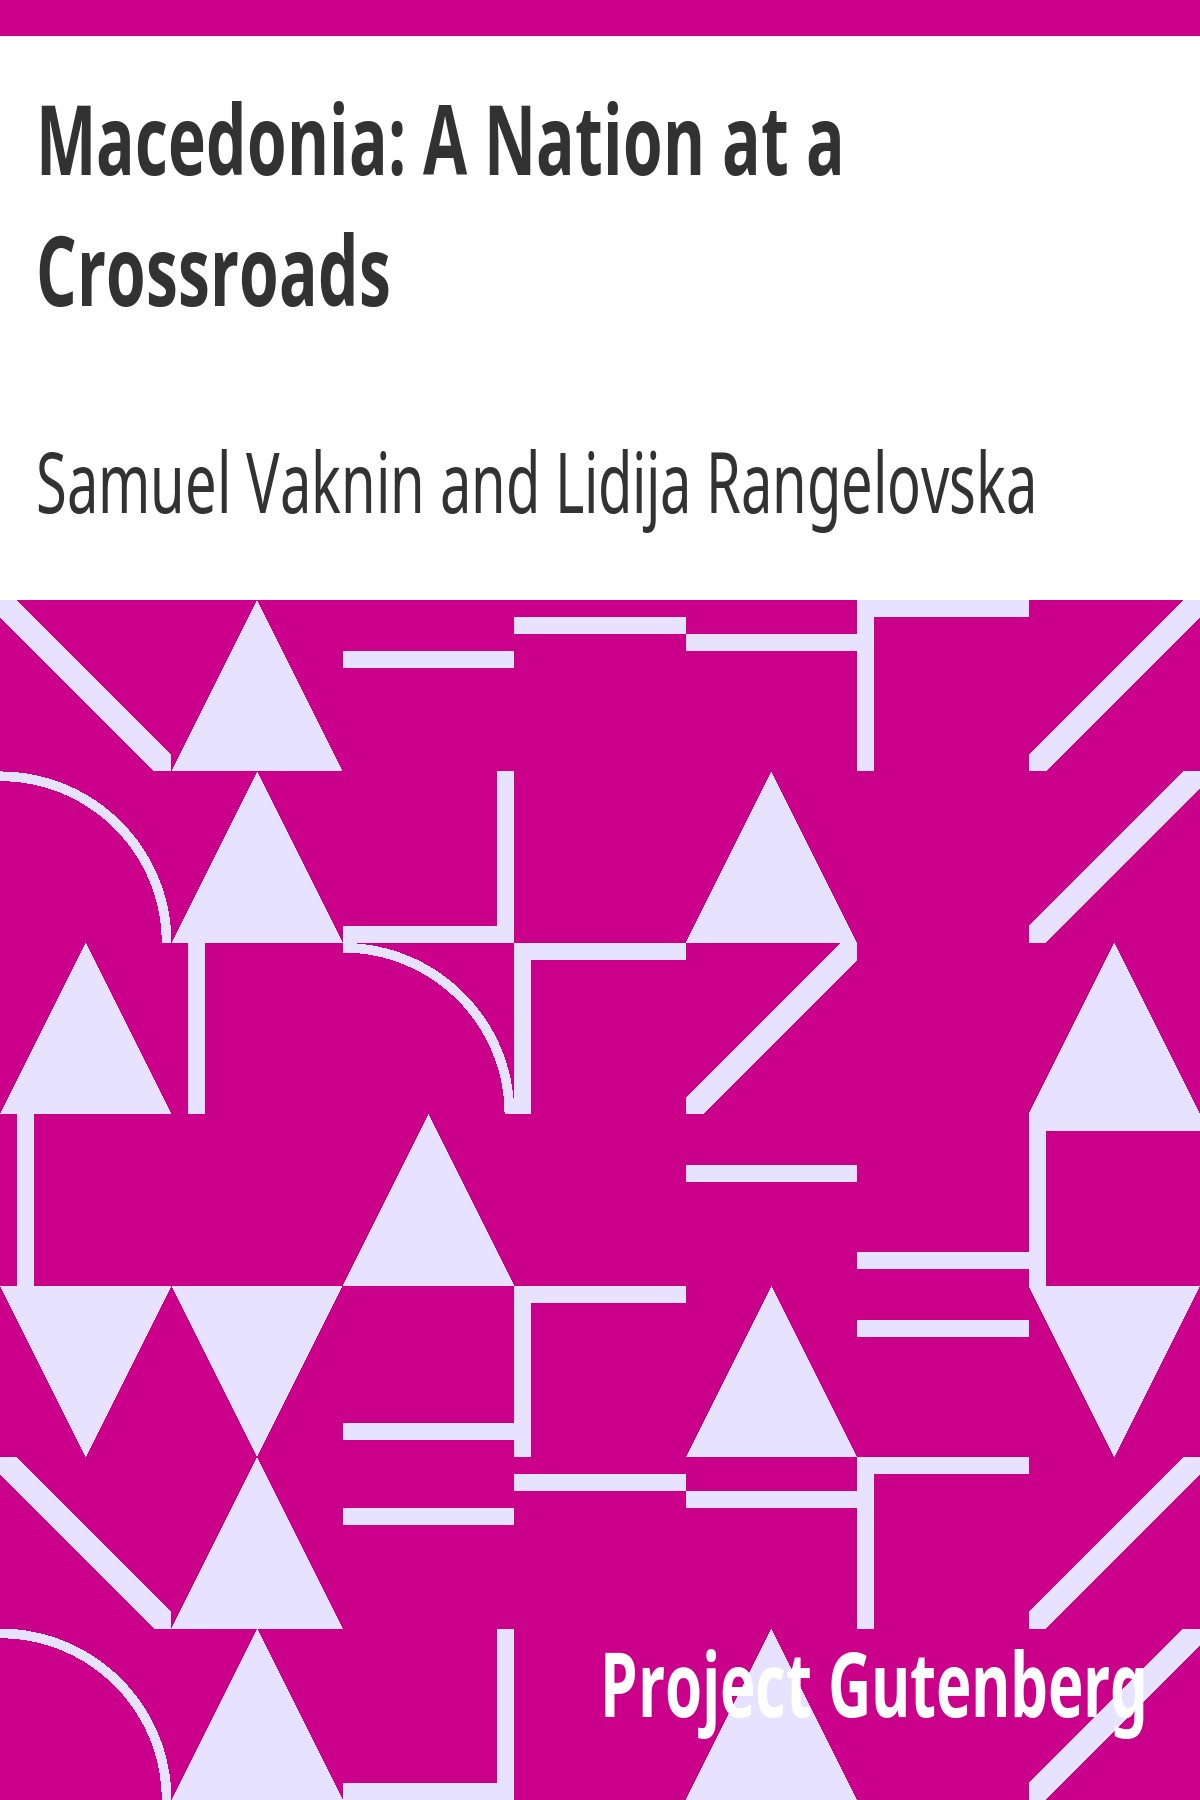 Macedonia: A Nation at a
Crossroads
Samuel Vaknin and Lidija Rangelovska
Project Gutenberg